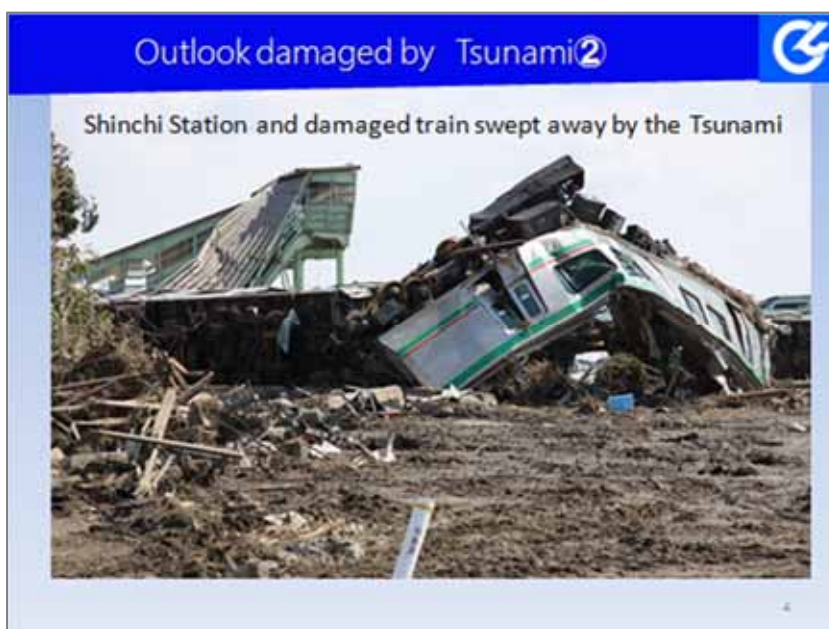 Outlook damaged by Tsunami②
Shinchi Station and damaged train swept away by the Tsunami
4